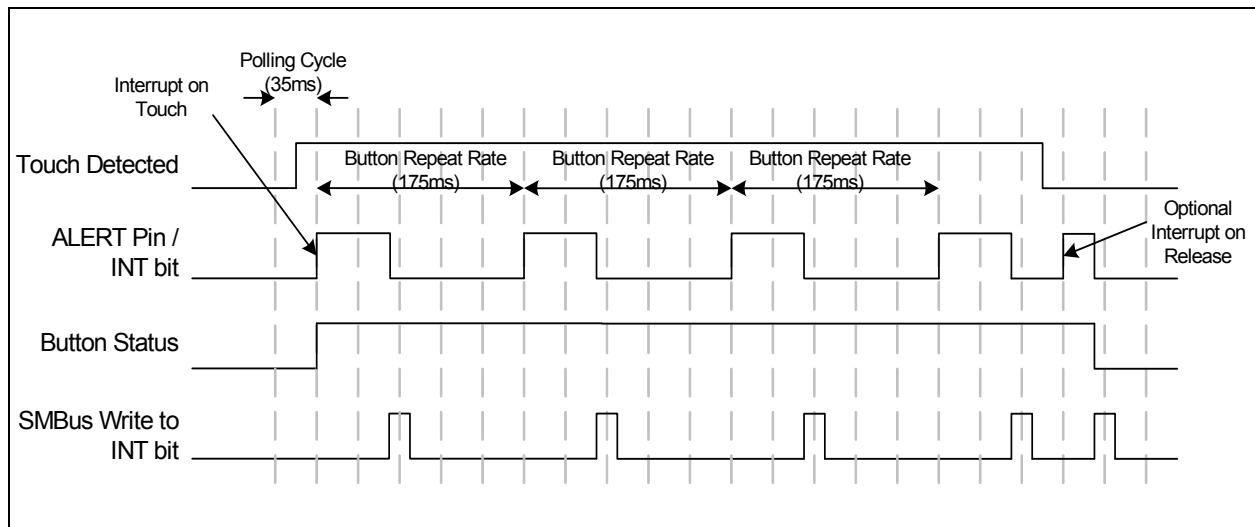 Polling Cycle
(35ms)
Interrupt on
Touch
Touch Detected
Button Repeat Rate
(175ms)
Button Repeat Rate
(175ms)
Button Repeat Rate
(175ms)
ALERT Pin /
INT bit
Optional
Interrupt on
Release
Button Status
SMBus Write to
INT bit